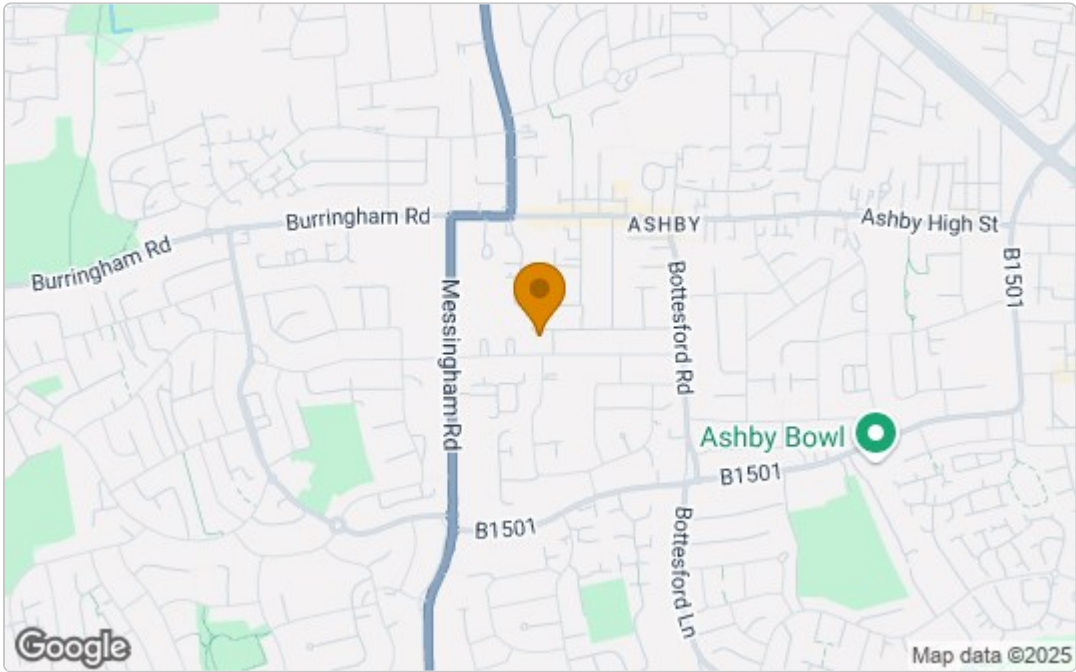 Burringham Rd
ASHBY
Ashby High St
Burringham Rd
B1501
Messingham Rd
Bottesford Rd
Ashby Bowl
B1501
B1501
Bottesford Ln
Google
Map data ©2025